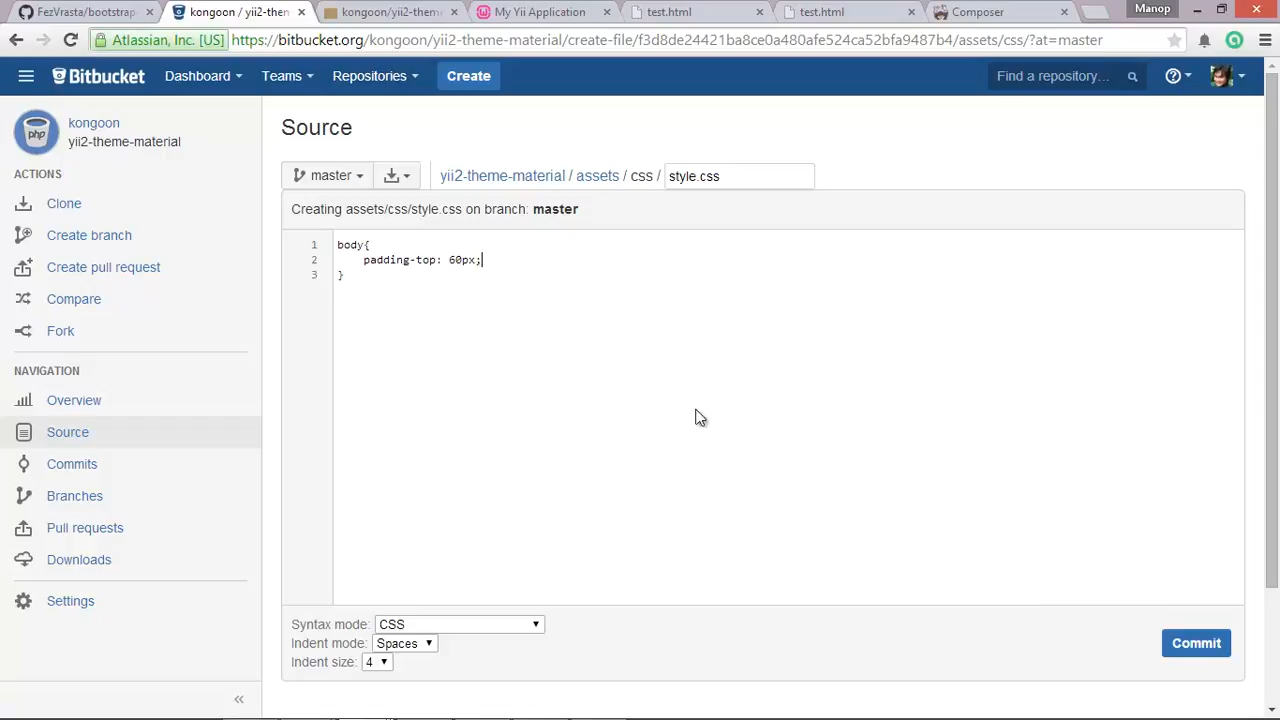 FezVrasta/bootstrap-
kongoon / yii2-then
kongoon/yii2-theme
My Yii Application
test.html
test.html
Composer
Manop
Atlassian, Inc. [US]
https://bitbucket.org/kongoon/yii2-theme-material/create-file/f3d8de24421ba8ce0a480afe524ca52bfa9487b4/assets/css/?at=master
Bitbucket
Dashboard
Teams
Repositories
Create
Find a repository...
kongoon
yii2-theme-material
php
ACTIONS
Clone
Create branch
Create pull request
Compare
Fork
NAVIGATION
Overview
Source
Commits
Branches
Pull requests
Downloads
Settings
Source
master
yii2-theme-material / assets / css / style.css
Creating assets/css/style.css on branch: master
1 body{
2 padding-top: 60px;
3 }
Syntax mode: CSS
Indent mode: Spaces
Indent size: 4
Commit